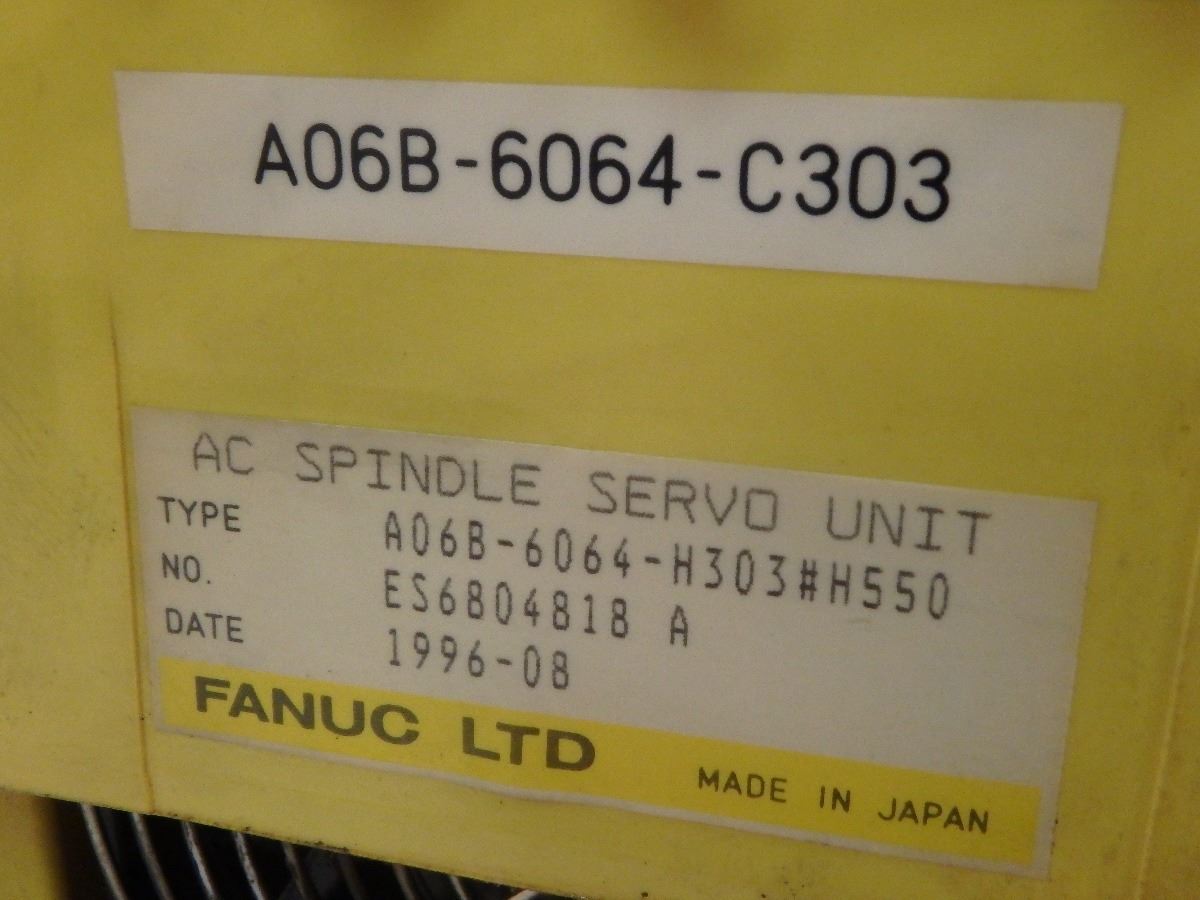 A06B-6064-C303
AC SPINDLE SERVO UNIT
TYPE A06B-6064-H303#H550
NO. ES6804818 A
DATE 1996-08
FANUC LTD MADE IN JAPAN